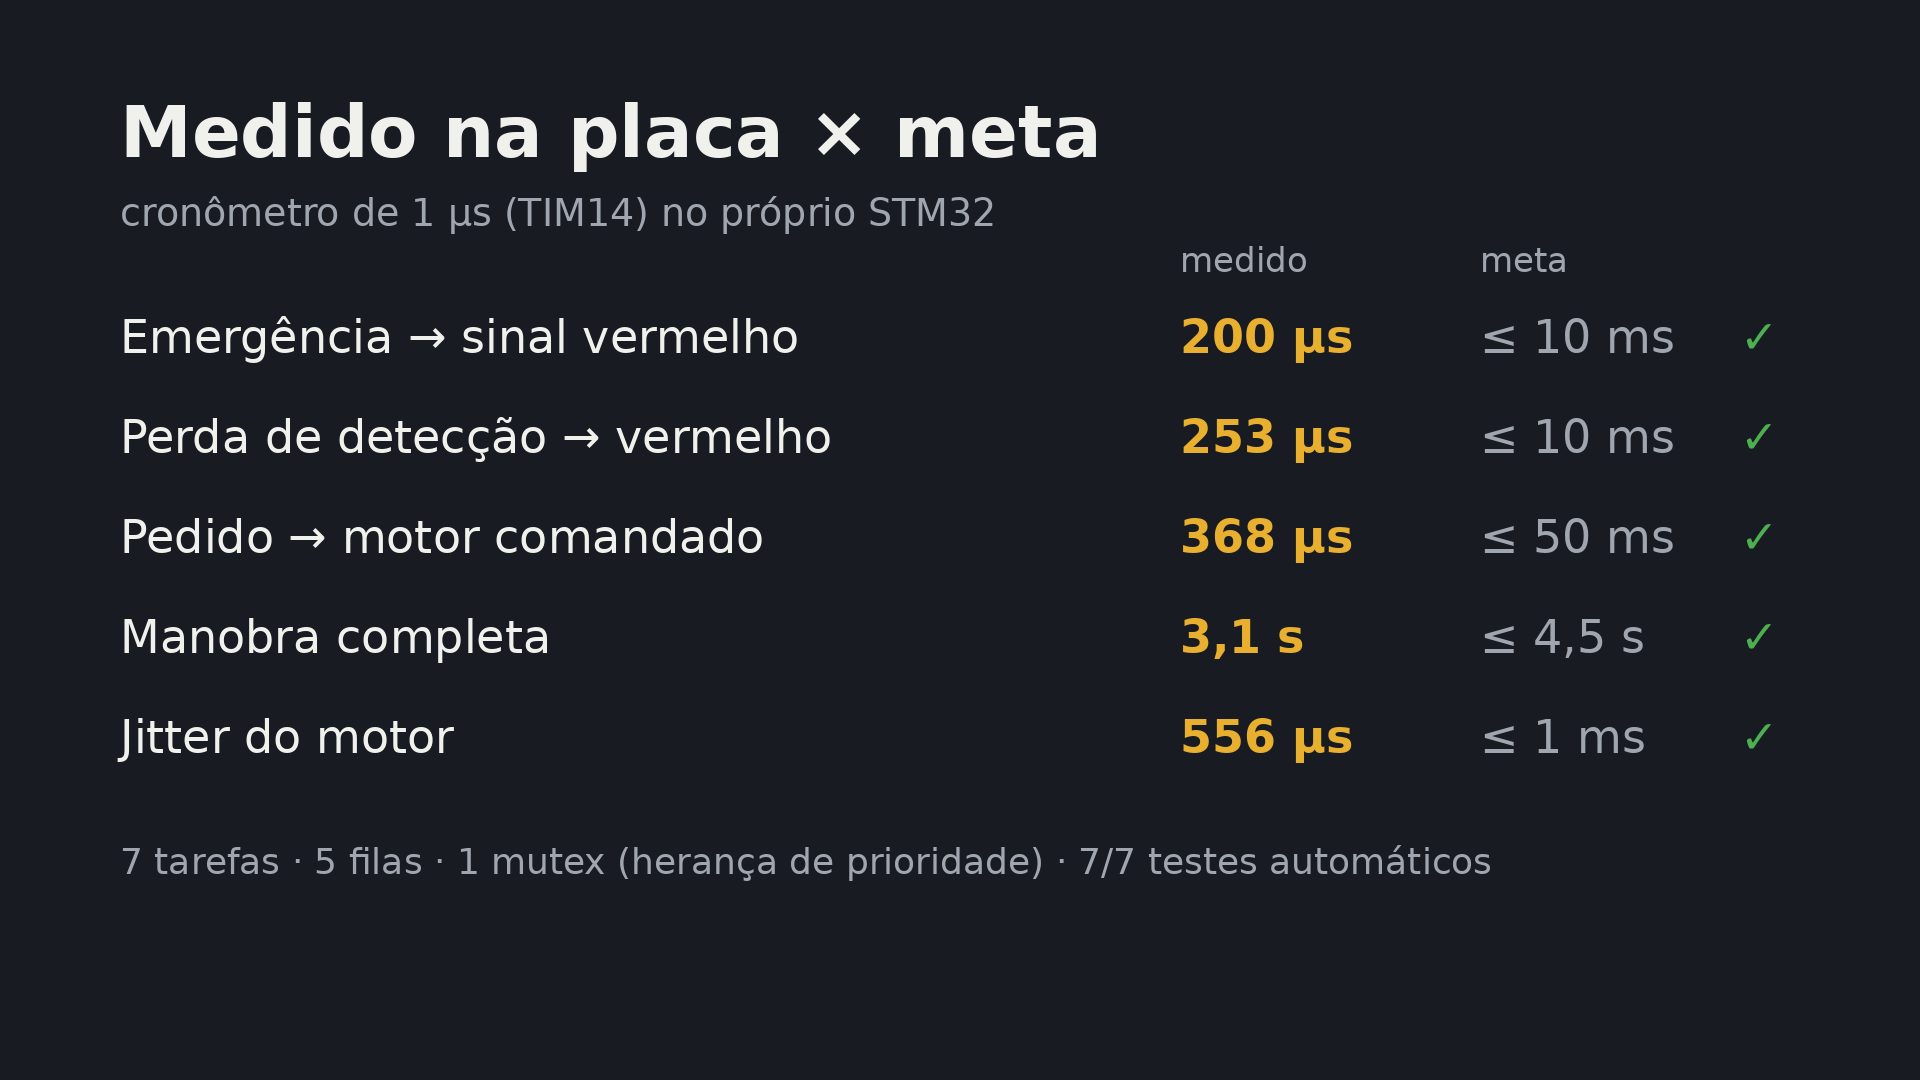 Medido na placa × meta
cronômetro de 1 µs (TIM14) no próprio STM32
medido meta
Emergência → sinal vermelho 200 µs ≤ 10 ms ✓
Perda de detecção → vermelho 253 µs ≤ 10 ms ✓
Pedido → motor comandado 368 µs ≤ 50 ms ✓
Manobra completa 3,1 s ≤ 4,5 s ✓
Jitter do motor 556 µs ≤ 1 ms ✓
7 tarefas · 5 filas · 1 mutex (herança de prioridade) · 7/7 testes automáticos